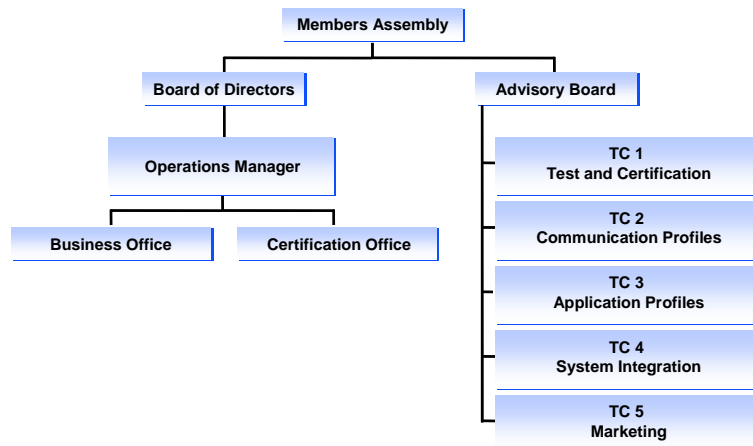 Members Assembly
Board of Directors
Advisory Board
Operations Manager
Business Office
Certification Office
TC 1
Test and Certification
TC 2
Communication Profiles
TC 3
Application Profiles
TC 4
System Integration
TC 5
Marketing